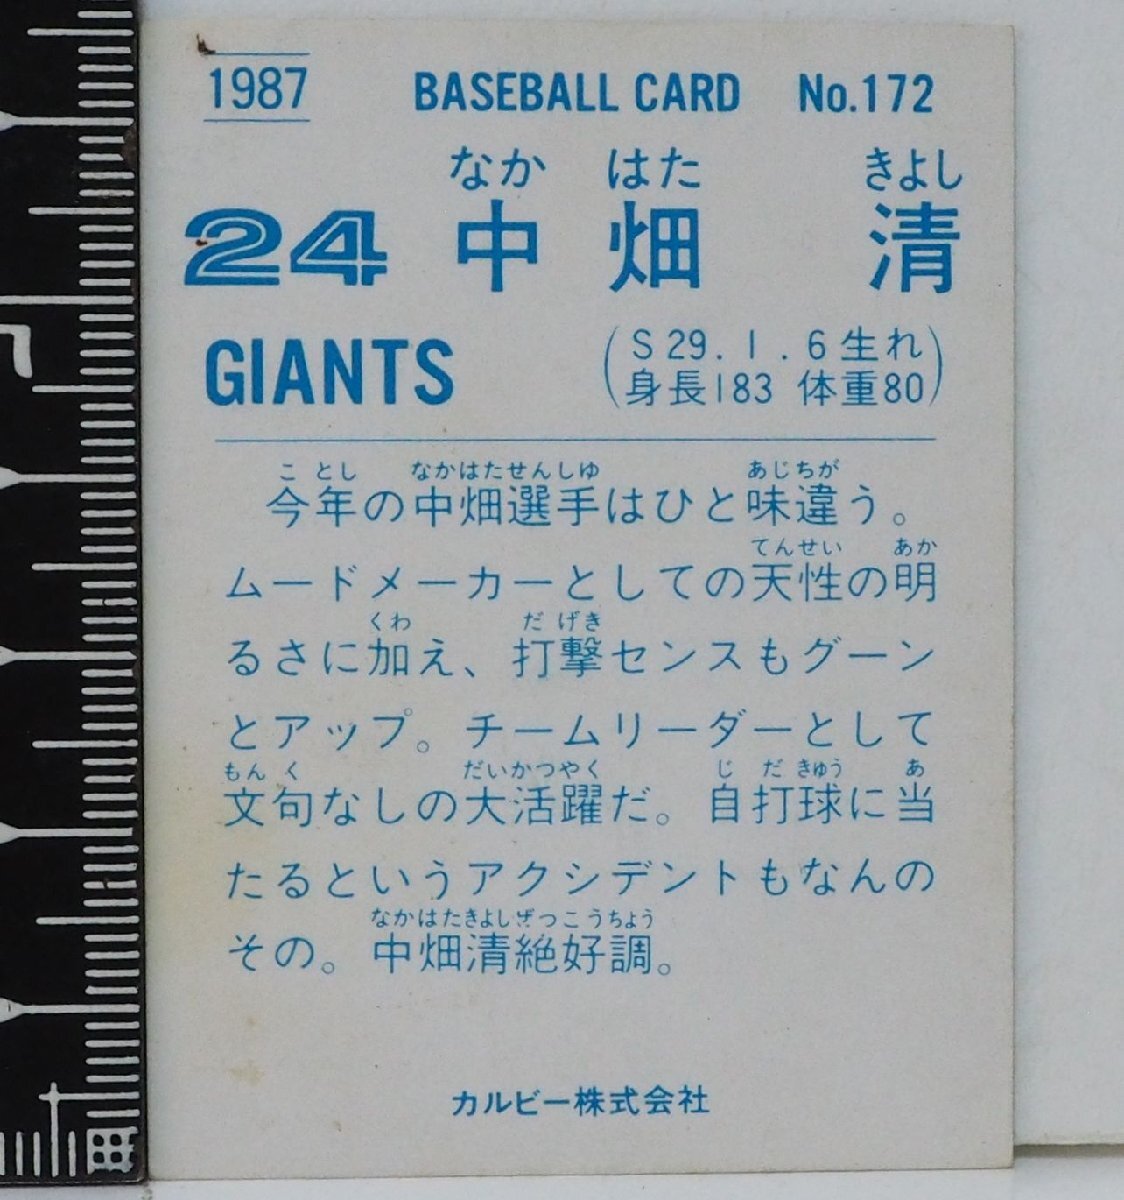 1987 BASEBALL CARD No.172
なか はた きよし
24 中畑 清
GIANTS
(S29.1.6生れ
身長183 体重80)
こ とし なかはたせんしゆ あじちが
今年の中畑選手はひと味違う。
てんせい あか
ムードメーカーとしての天性の明
くわ だ げき
るさに加え、打撃センスもグーン
とアップ。チームリーダーとして
もん く だいかつやく じ だ きゅう あ
文句なしの大活躍だ。自打球に当
たるというアクシデントもなんの
なかはたきよしぜつこうちょう
その。中畑清絶好調。
カルビー株式会社